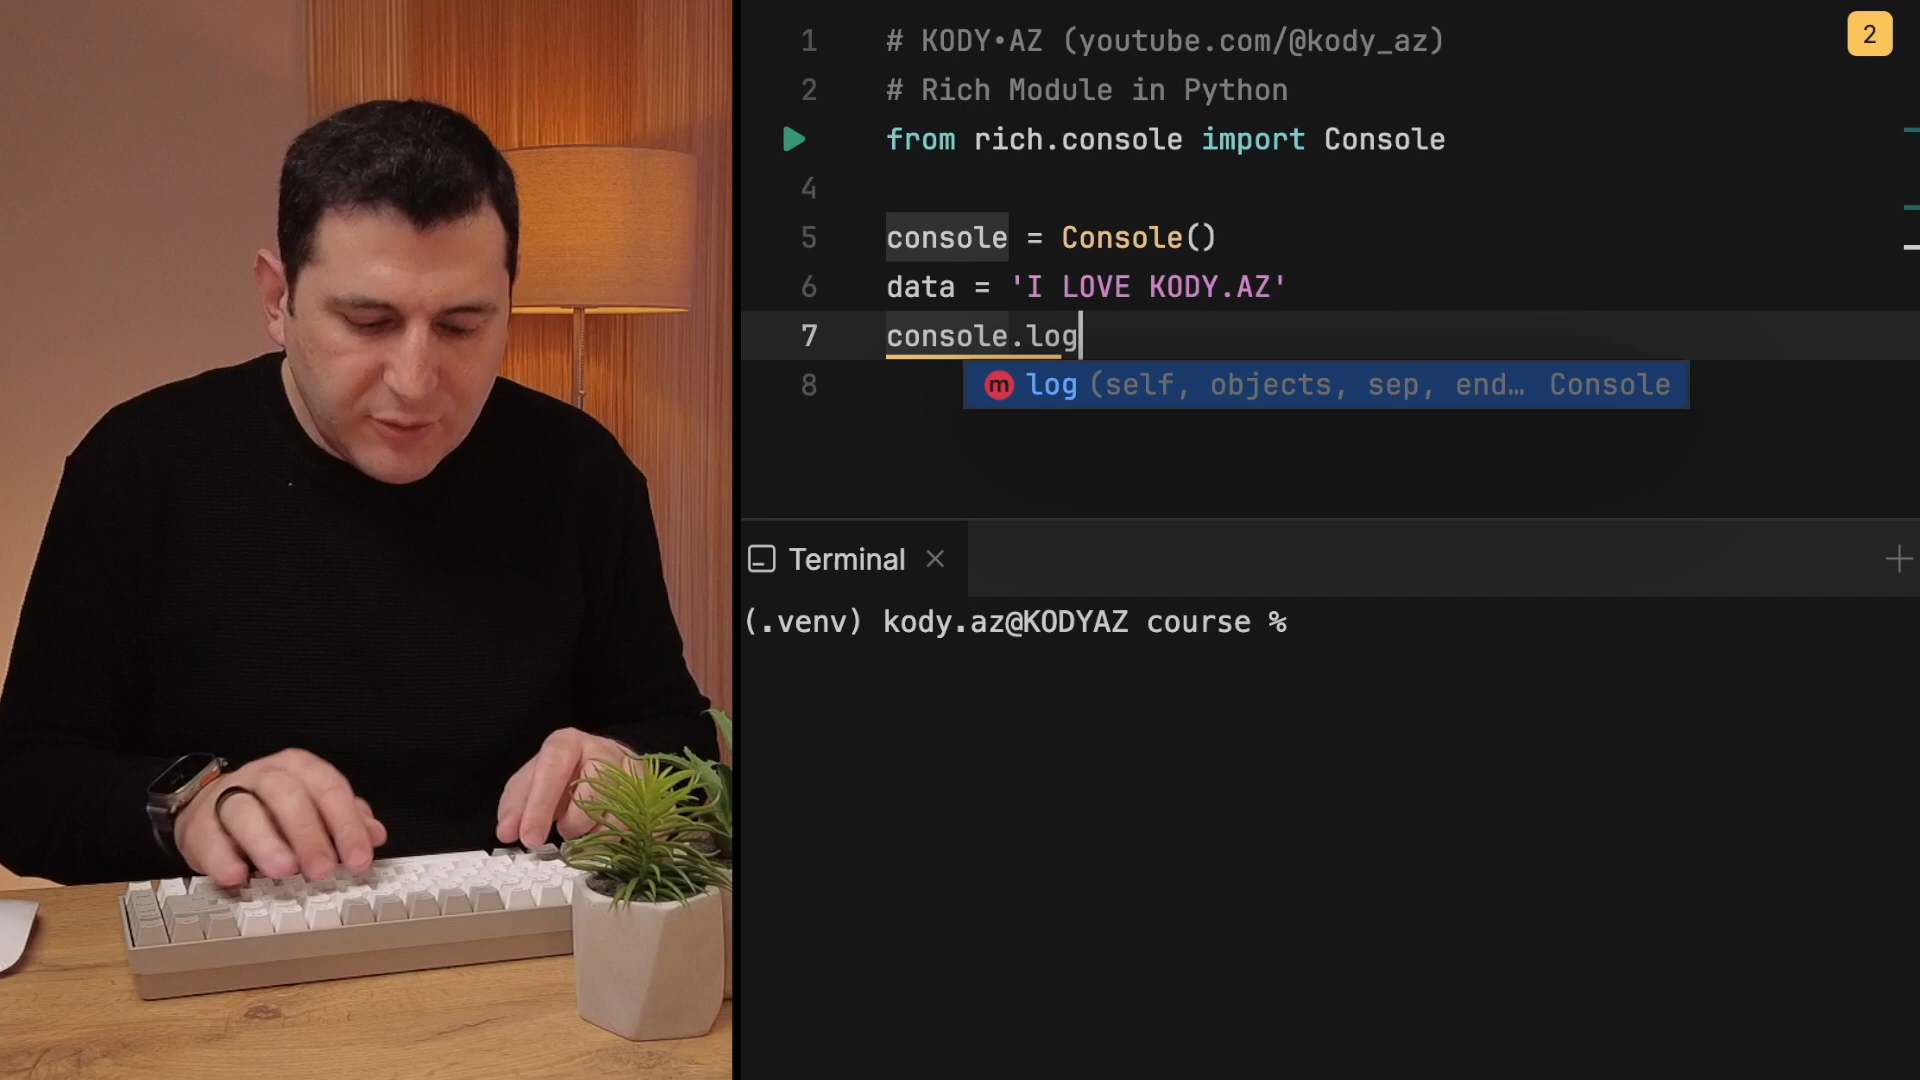 1 # KODY•AZ (youtube.com/@kody_az)
2 # Rich Module in Python
from rich.console import Console
4
5 console = Console()
6 data = 'I LOVE KODY.AZ'
7 console.log
m log(self, objects, sep, end… Console
8
2
Terminal
(.venv) kody.az@KODYAZ course %